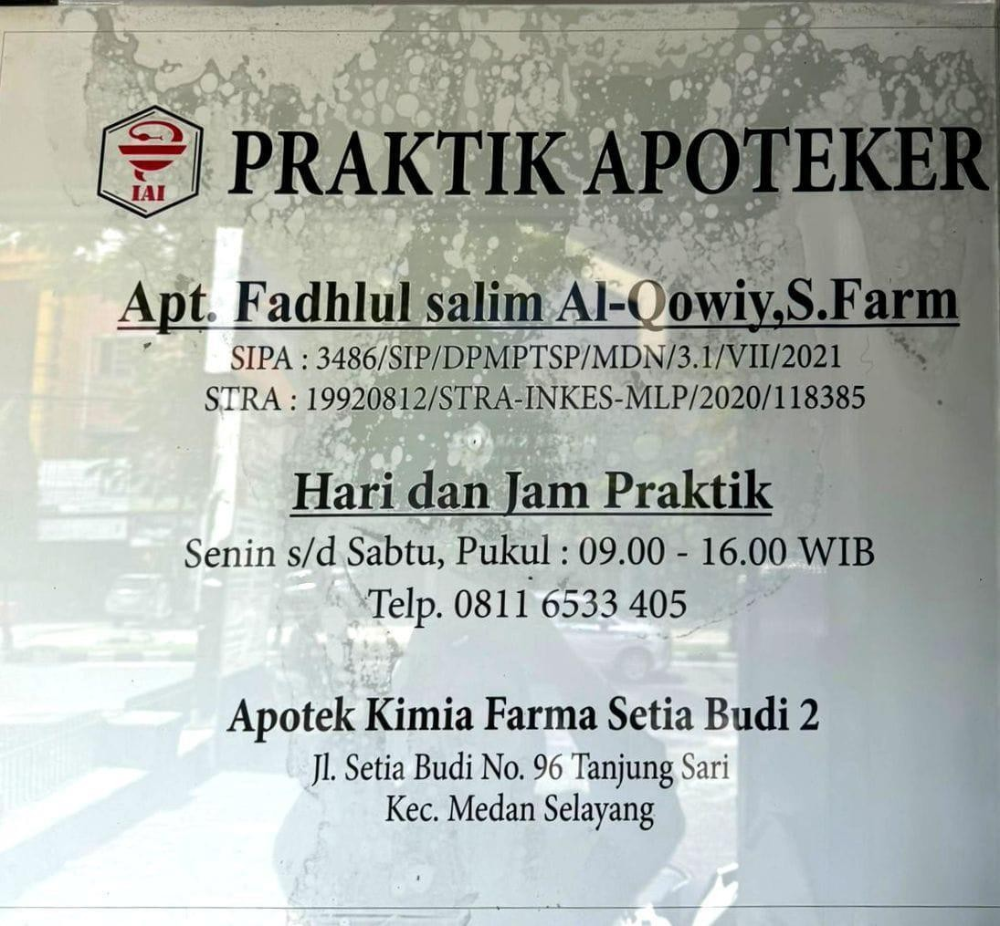 IAI
PRAKTIK APOTEKER
Apt. Fadhlul salim Al-Qowiy,S.Farm
SIPA : 3486/SIP/DPMPTSP/MDN/3.1/VII/2021
STRA : 19920812/STRA-INKES-MLP/2020/118385
Hari dan Jam Praktik
Senin s/d Sabtu, Pukul : 09.00 - 16.00 WIB
Telp. 0811 6533 405
Apotek Kimia Farma Setia Budi 2
Jl. Setia Budi No. 96 Tanjung Sari
Kec. Medan Selayang